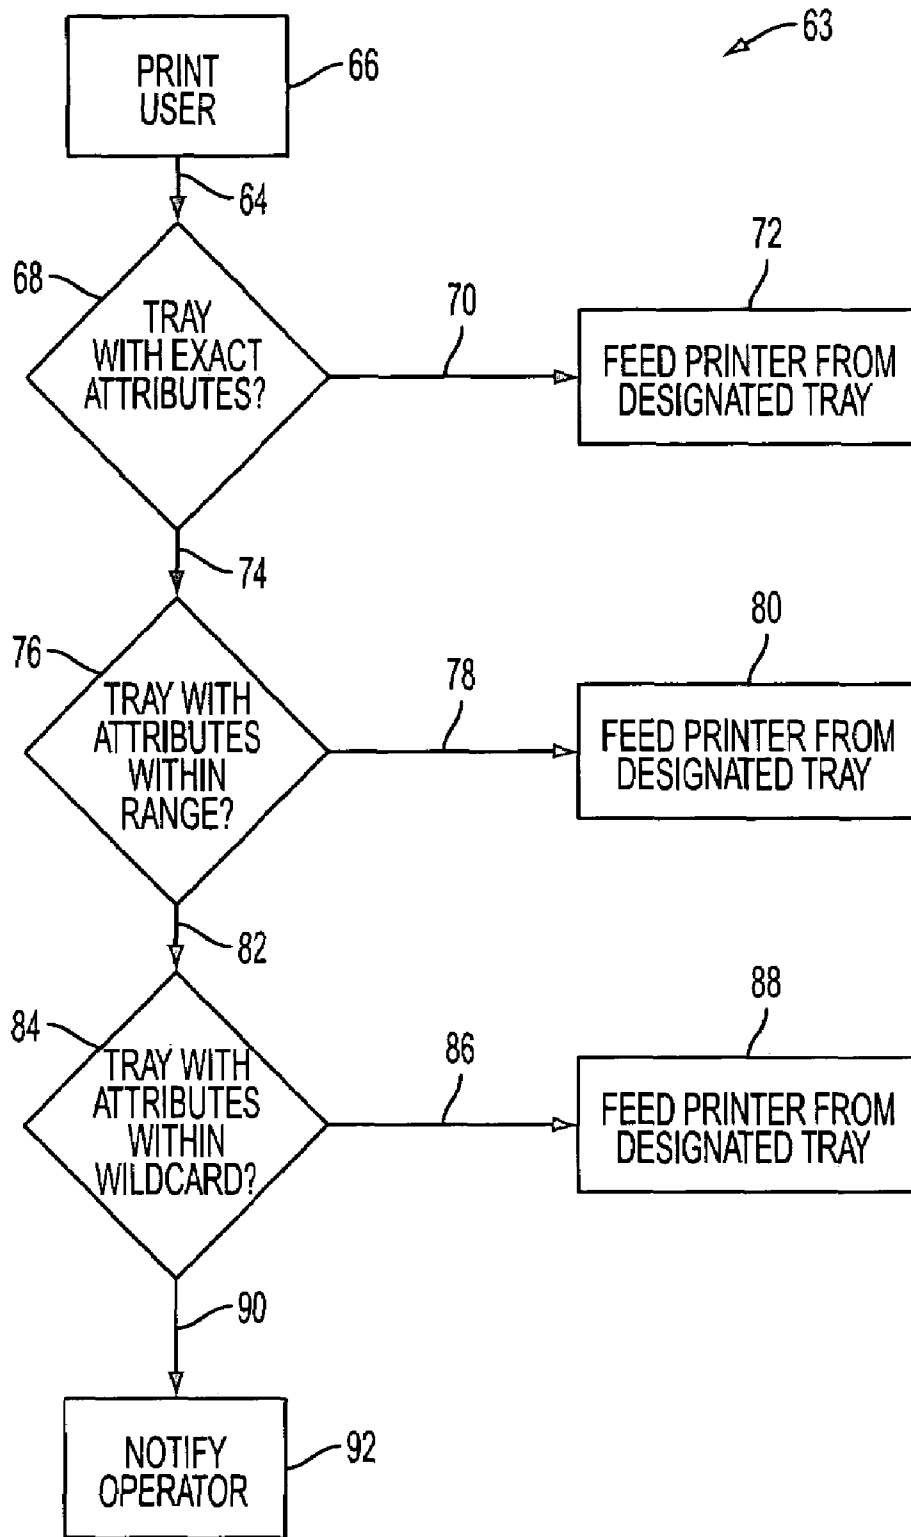 63
PRINT
USER
66
64
68
TRAY
WITH EXACT
ATTRIBUTES?
70
72
FEED PRINTER FROM
DESIGNATED TRAY
74
76
TRAY WITH
ATTRIBUTES
WITHIN
RANGE?
78
80
FEED PRINTER FROM
DESIGNATED TRAY
82
84
TRAY WITH
ATTRIBUTES
WITHIN
WILDCARD?
86
88
FEED PRINTER FROM
DESIGNATED TRAY
90
NOTIFY
OPERATOR
92